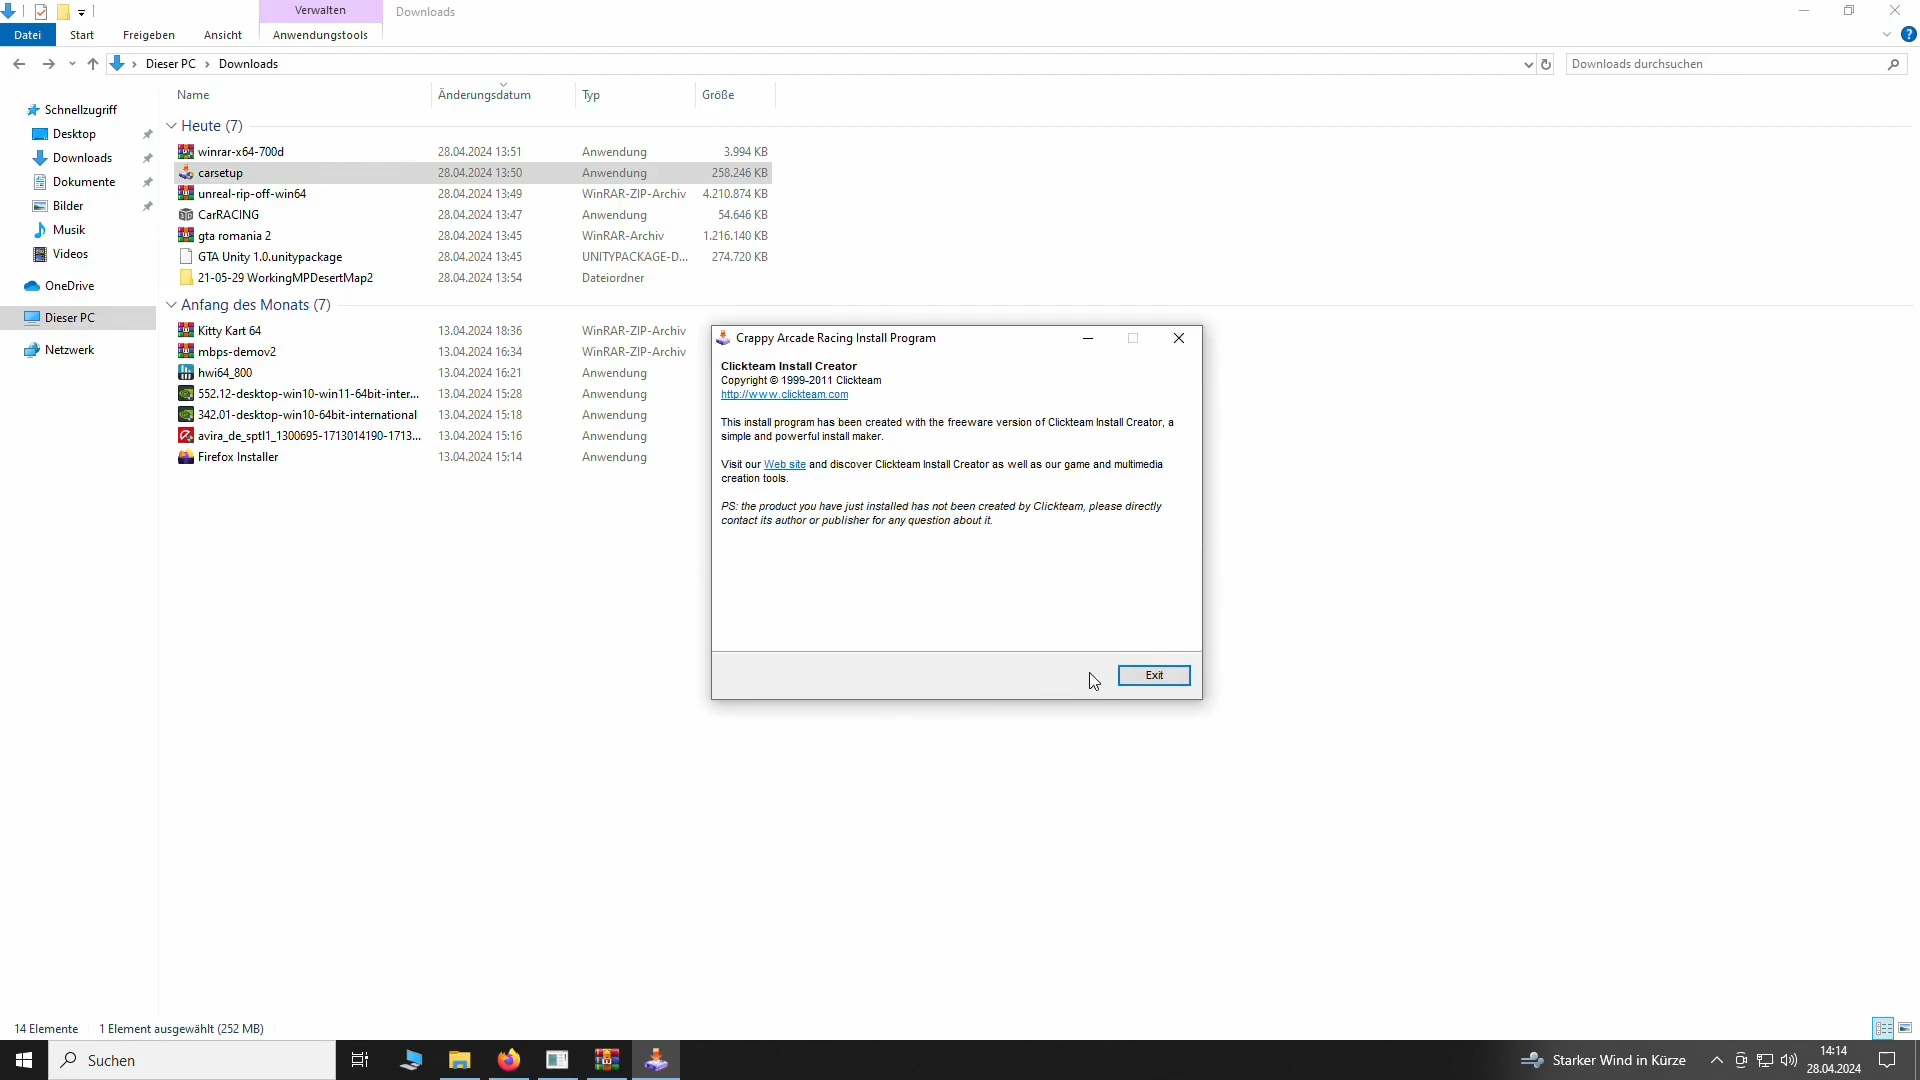 Verwalten
Downloads
Datei
Start
Freigeben
Ansicht
Anwendungstools
Dieser PC
Downloads
Downloads durchsuchen
Name
Änderungsdatum
Typ
Größe
Schnellzugriff
Desktop
Downloads
Dokumente
Bilder
Musik
Videos
OneDrive
Dieser PC
Netzwerk
Heute (7)
winrar-x64-700d 28.04.2024 13:51 Anwendung 3.994 KB
carsetup 28.04.2024 13:50 Anwendung 258.246 KB
unreal-rip-off-win64 28.04.2024 13:49 WinRAR-ZIP-Archiv 4.210.874 KB
CarRACING 28.04.2024 13:47 Anwendung 54.646 KB
gta romania 2 28.04.2024 13:45 WinRAR-Archiv 1.216.140 KB
GTA Unity 1.0.unitypackage 28.04.2024 13:45 UNITYPACKAGE-D... 274.720 KB
21-05-29 WorkingMPDesertMap2 28.04.2024 13:54 Dateiordner
Anfang des Monats (7)
Kitty Kart 64 13.04.2024 18:36 WinRAR-ZIP-Archiv
mbps-demov2 13.04.2024 16:34 WinRAR-ZIP-Archiv
hwi64_800 13.04.2024 16:21 Anwendung
552.12-desktop-win10-win11-64bit-inter... 13.04.2024 15:28 Anwendung
342.01-desktop-win10-64bit-international 13.04.2024 15:18 Anwendung
avira_de_sptl1_1300695-1713014190-1713... 13.04.2024 15:16 Anwendung
Firefox Installer 13.04.2024 15:14 Anwendung
Crappy Arcade Racing Install Program
Clickteam Install Creator
Copyright © 1999-2011 Clickteam
http://www.clickteam.com
This install program has been created with the freeware version of Clickteam Install Creator, a
simple and powerful install maker.
Visit our Web site and discover Clickteam Install Creator as well as our game and multimedia
creation tools.
PS: the product you have just installed has not been created by Clickteam, please directly
contact its author or publisher for any question about it.
Exit
14 Elemente
1 Element ausgewählt (252 MB)
Suchen
Starker Wind in Kürze
14:14
28.04.2024